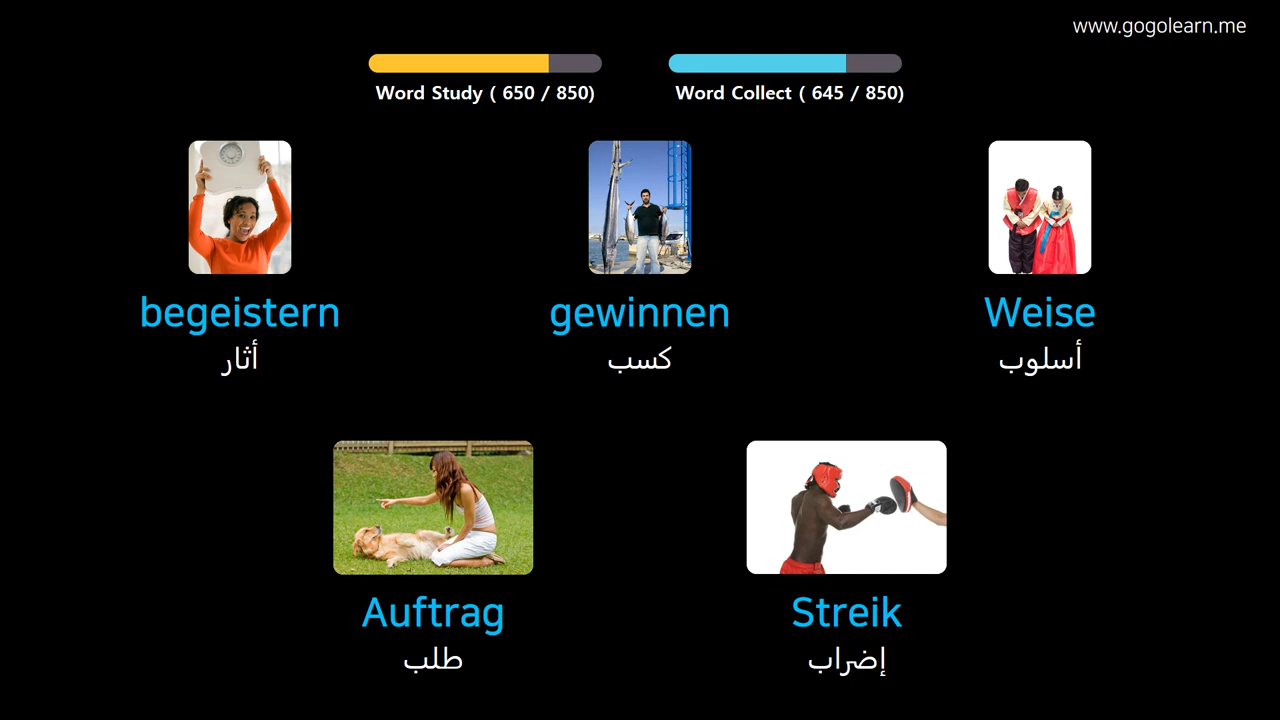 www.gogolearn.me
Word Study ( 650 / 850)
Word Collect ( 645 / 850)
begeistern
أثار
gewinnen
كسب
Weise
أسلوب
Auftrag
طلب
Streik
إضراب